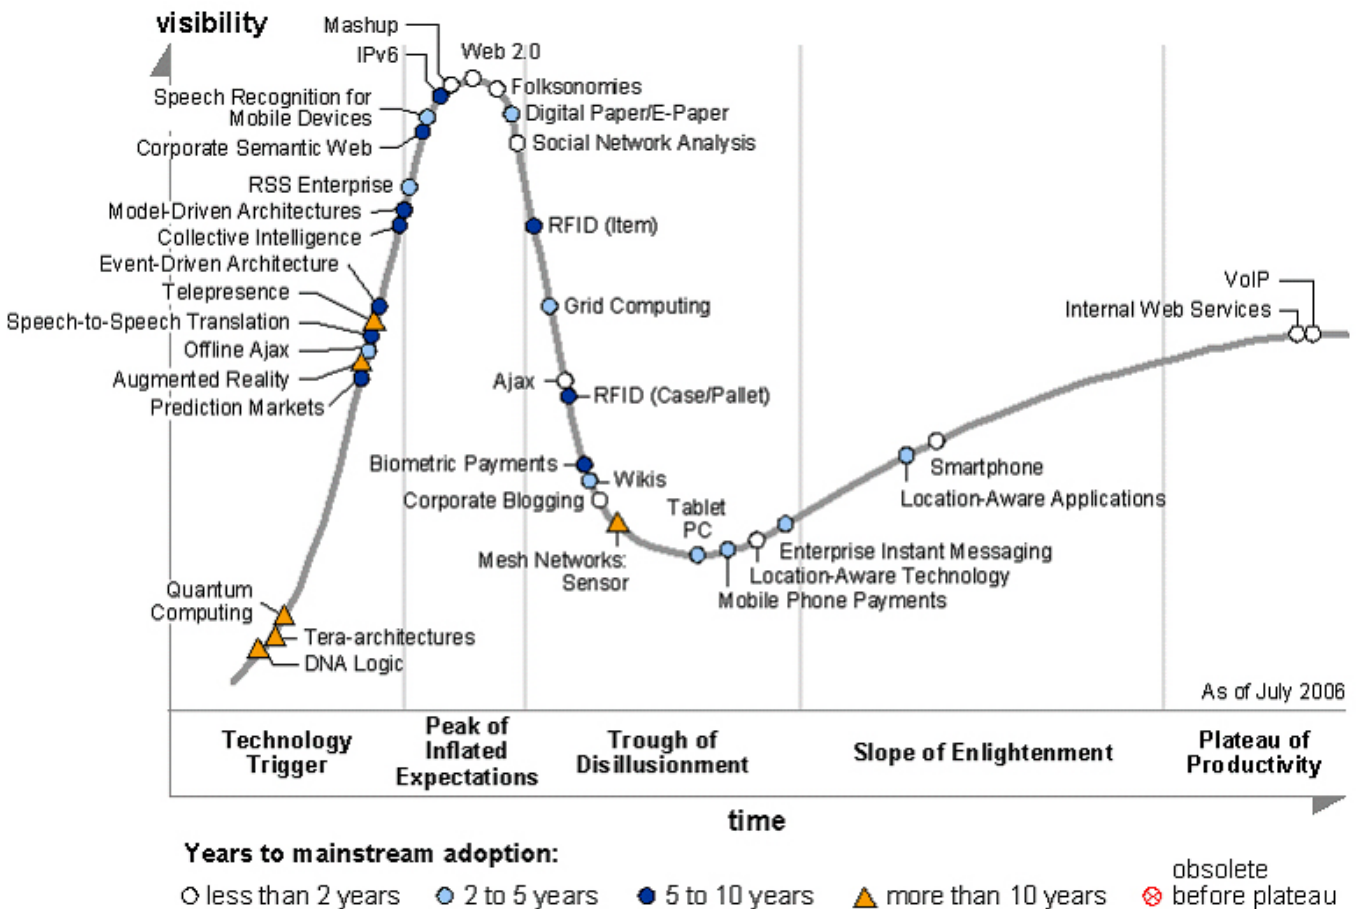 visibility
Mashup
IPv6
Web 2.0
Folksonomies
Speech Recognition for
Mobile Devices
Digital Paper/E-Paper
Corporate Semantic Web
Social Network Analysis
RSS Enterprise
Model-Driven Architectures
Collective Intelligence
RFID (Item)
Event-Driven Architecture
Telepresence
Speech-to-Speech Translation
Offline Ajax
Augmented Reality
Prediction Markets
Grid Computing
Ajax
RFID (Case/Pallet)
Biometric Payments
Wikis
Corporate Blogging
Mesh Networks:
Sensor
Tablet
PC
Enterprise Instant Messaging
Location-Aware Technology
Mobile Phone Payments
VoIP
Internal Web Services
Smartphone
Location-Aware Applications
Quantum
Computing
Tera-architectures
DNA Logic
As of July 2006
Technology
Trigger
Peak of
Inflated
Expectations
Trough of
Disillusionment
Slope of Enlightenment
Plateau of
Productivity
time
Years to mainstream adoption:
less than 2 years
2 to 5 years
5 to 10 years
more than 10 years
obsolete
before plateau